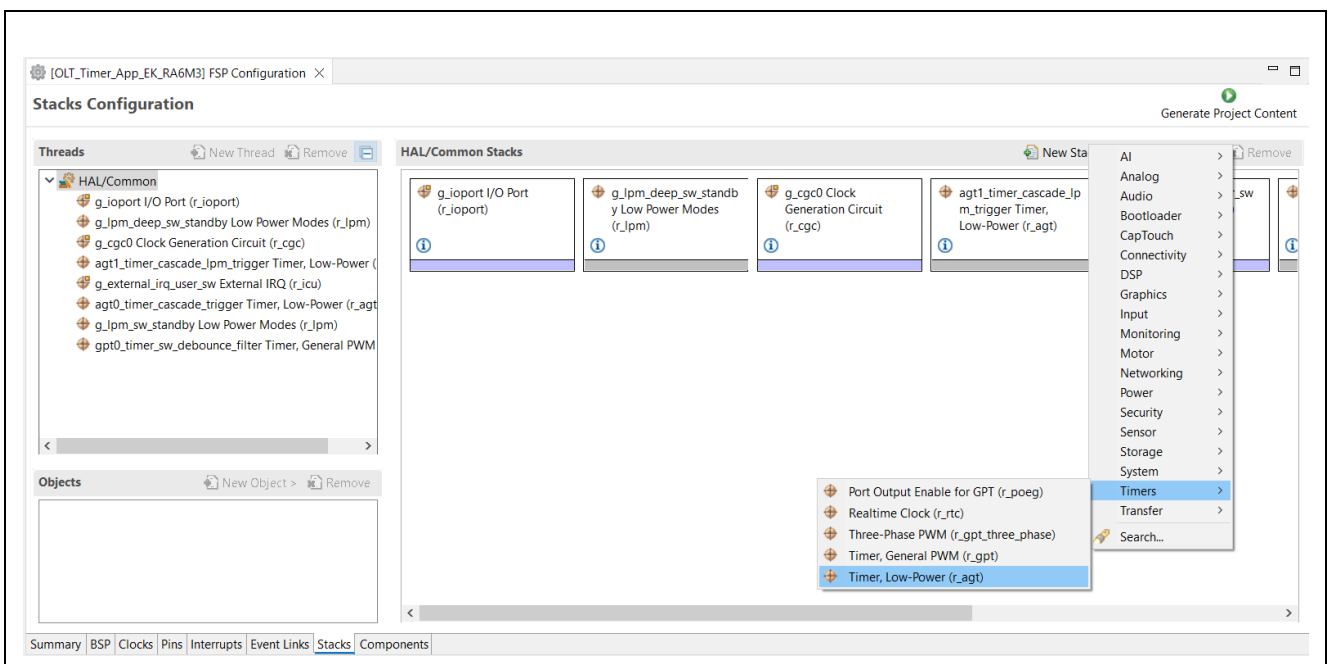 [OLT_Timer_App_EK_RA6M3] FSP Configuration
Stacks Configuration
Generate Project Content
Threads
New Thread
Remove
HAL/Common
g_ioport I/O Port (r_ioport)
g_lpm_deep_sw_standby Low Power Modes (r_lpm)
g_cgc0 Clock Generation Circuit (r_cgc)
agt1_timer_cascade_lpm_trigger Timer, Low-Power (
g_external_irq_user_sw External IRQ (r_icu)
agt0_timer_cascade_trigger Timer, Low-Power (r_agt
g_lpm_sw_standby Low Power Modes (r_lpm)
gpt0_timer_sw_debounce_filter Timer, General PWM
Objects
New Object >
Remove
HAL/Common Stacks
New Sta
Remove
g_ioport I/O Port
(r_ioport)
g_lpm_deep_sw_standb
y Low Power Modes
(r_lpm)
g_cgc0 Clock
Generation Circuit
(r_cgc)
agt1_timer_cascade_lp
m_trigger Timer,
Low-Power (r_agt)
r_sw
AI
Analog
Audio
Bootloader
CapTouch
Connectivity
DSP
Graphics
Input
Monitoring
Motor
Networking
Power
Security
Sensor
Storage
System
Timers
Transfer
Search...
Port Output Enable for GPT (r_poeg)
Realtime Clock (r_rtc)
Three-Phase PWM (r_gpt_three_phase)
Timer, General PWM (r_gpt)
Timer, Low-Power (r_agt)
Summary BSP Clocks Pins Interrupts Event Links Stacks Components